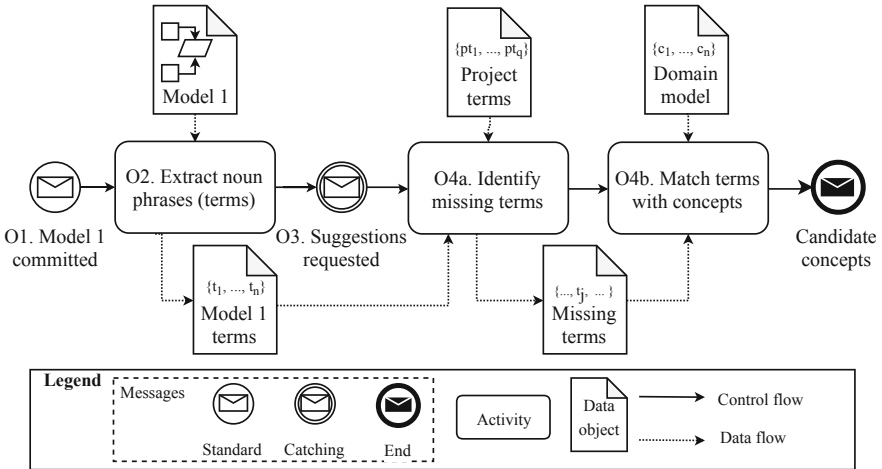 Model 1
{pt1, ..., ptq}
Project
terms
{c1, ..., cn}
Domain
model
O2. Extract noun
phrases (terms)
O4a. Identify
missing terms
O4b. Match terms
with concepts
O1. Model 1
committed
O3. Suggestions
requested
Candidate
concepts
{t1, ..., tn}
Model 1
terms
{..., tj, ... }
Missing
terms
Legend
Messages
Standard
Catching
End
Activity
Data
object
Control flow
Data flow